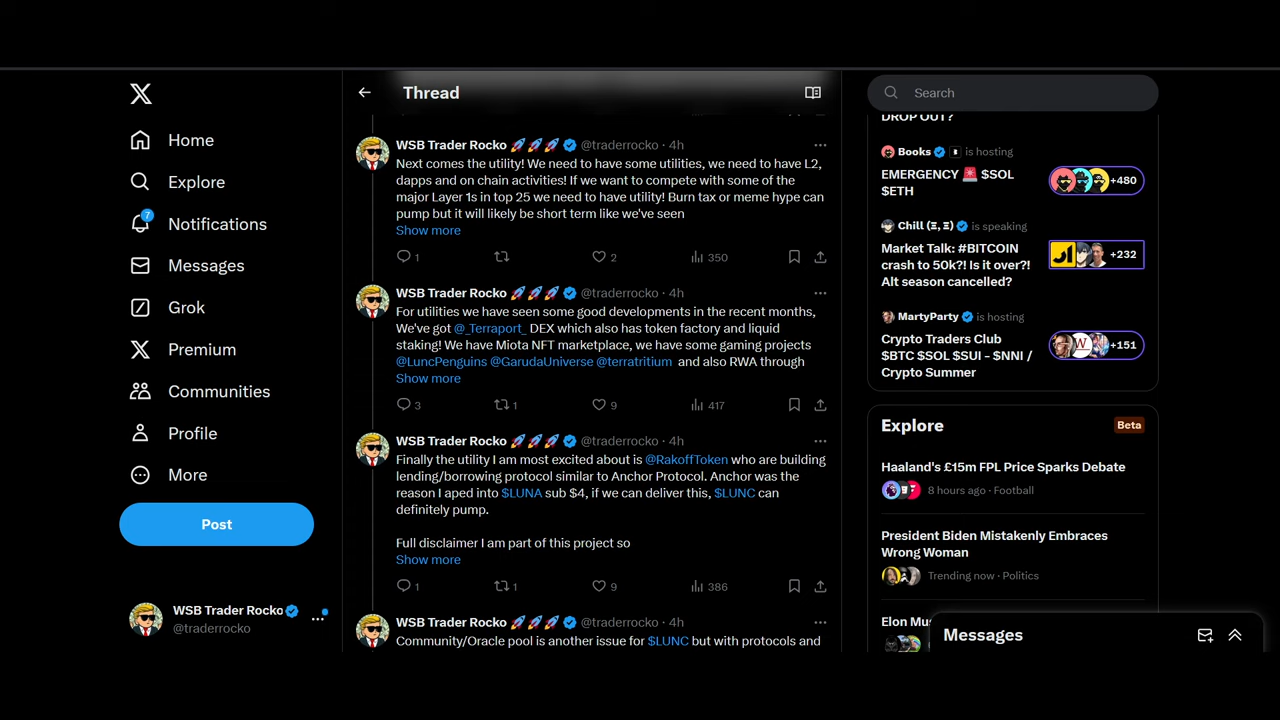 Home
Explore
7
Notifications
Messages
Grok
Premium
Communities
Profile
More
Post
WSB Trader Rocko
@traderrocko
Thread
WSB Trader Rocko 🚀🚀🚀 @traderrocko · 4h
Next comes the utility! We need to have some utilities, we need to have L2,
dapps and on chain activities! If we want to compete with some of the
major Layer 1s in top 25 we need to have utility! Burn tax or meme hype can
pump but it will likely be short term like we've seen
Show more
1
2
350
WSB Trader Rocko 🚀🚀🚀 @traderrocko · 4h
For utilities we have seen some good developments in the recent months,
We've got @_Terraport_ DEX which also has token factory and liquid
staking! We have Miota NFT marketplace, we have some gaming projects
@LuncPenguins @GarudaUniverse @terratritium and also RWA through
Show more
3
1
9
417
WSB Trader Rocko 🚀🚀🚀 @traderrocko · 4h
Finally the utility I am most excited about is @RakoffToken who are building
lending/borrowing protocol similar to Anchor Protocol. Anchor was the
reason I aped into $LUNA sub $4, if we can deliver this, $LUNC can
definitely pump.
Full disclaimer I am part of this project so
Show more
1
1
9
386
WSB Trader Rocko 🚀🚀🚀 @traderrocko · 4h
Community/Oracle pool is another issue for $LUNC but with protocols and
Search
DROP OUT?
Books is hosting
EMERGENCY 🚨 $SOL
$ETH
+480
Chill (Ξ, Ξ) is speaking
Market Talk: #BITCOIN
crash to 50k?! Is it over?!
Alt season cancelled?
+232
MartyParty is hosting
Crypto Traders Club
$BTC $SOL $SUI - $NNI /
Crypto Summer
+151
Explore
Beta
Haaland's £15m FPL Price Sparks Debate
8 hours ago · Football
President Biden Mistakenly Embraces
Wrong Woman
Trending now · Politics
Elon Mus
Messages